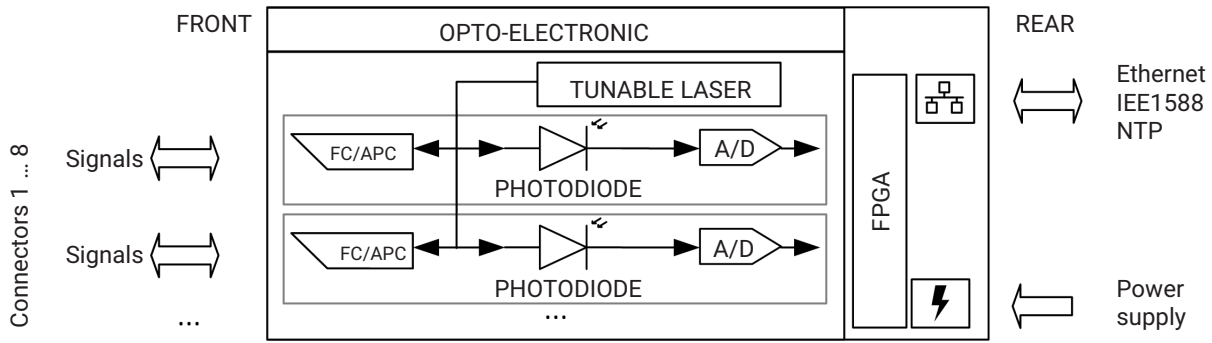 FRONT
OPTO-ELECTRONIC
REAR
TUNABLE LASER
Ethernet
IEE1588
NTP
Connectors 1 ... 8
Signals
FC/APC
A/D
PHOTODIODE
FPGA
Signals
FC/APC
A/D
PHOTODIODE
...
...
Power
supply